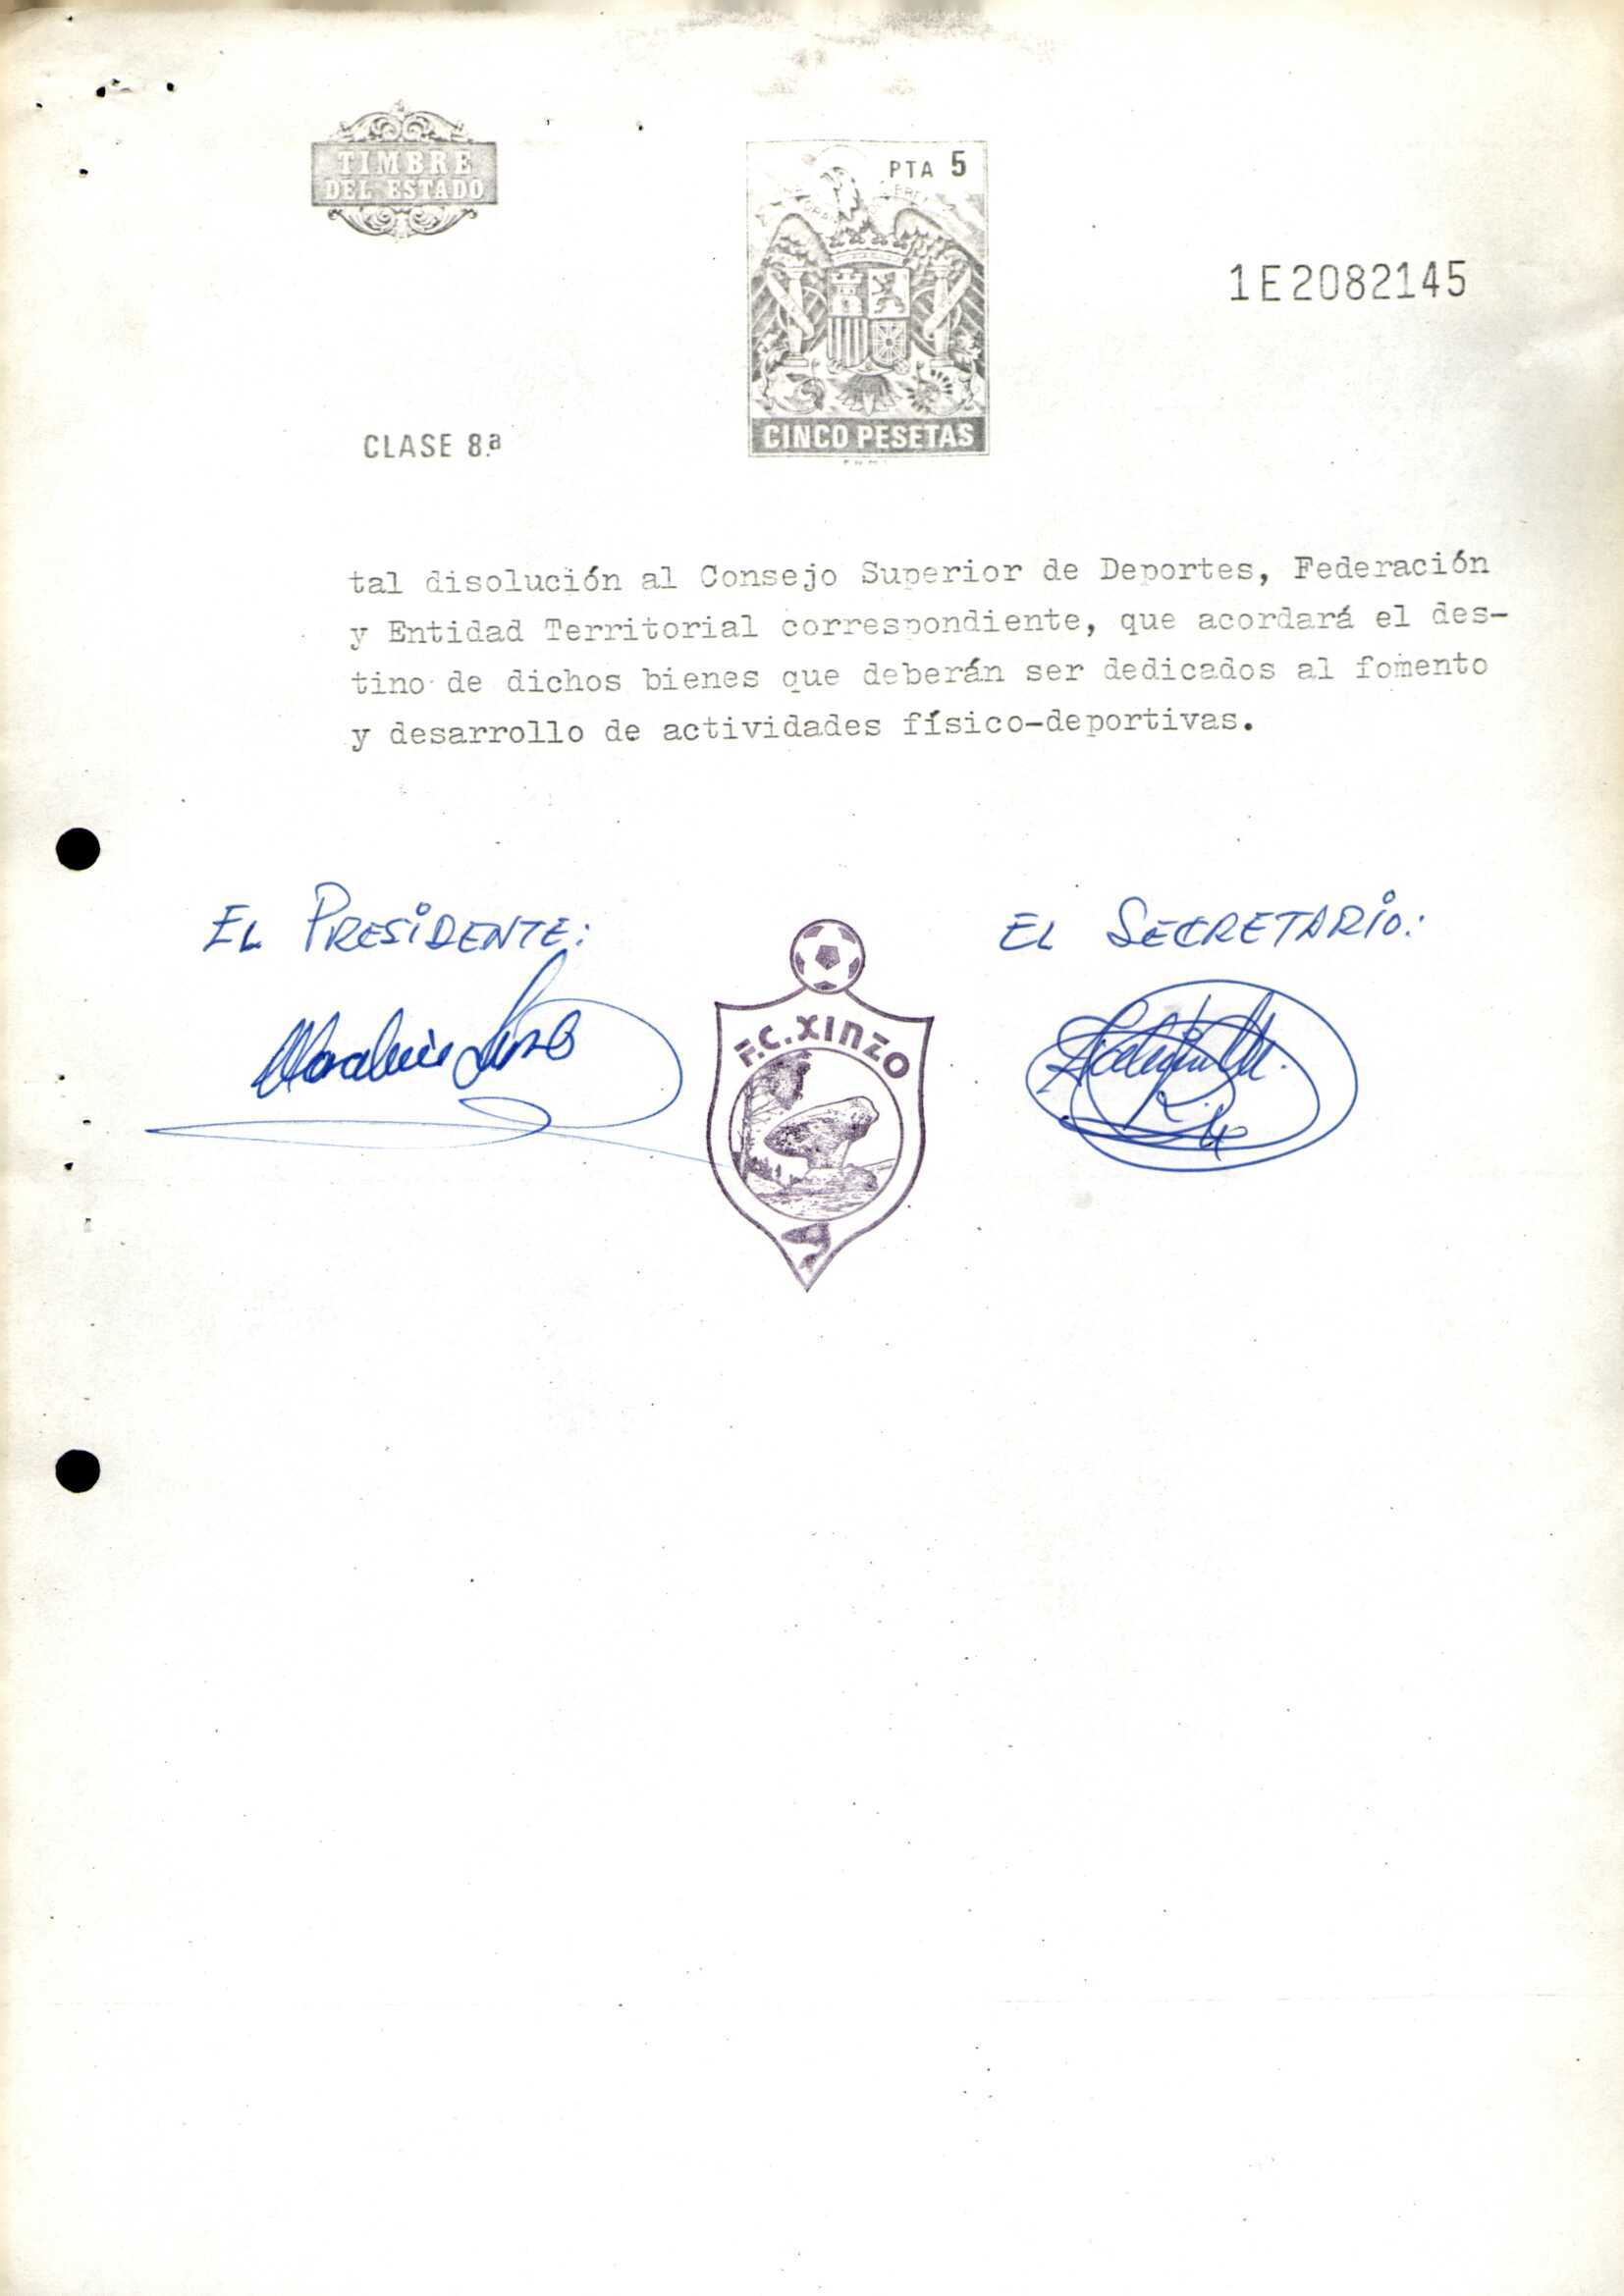 TIMBRE
DEL ESTADO
PTA 5
CINCO PESETAS
1E2082145
CLASE 8.ª
tal disolución al Consejo Superior de Deportes, Federación
y Entidad Territorial correspondiente, que acordará el des-
tino de dichos bienes que deberán ser dedicados al fomento
y desarrollo de actividades físico-deportivas.
EL PRESIDENTE:
EL SECRETARIO:
F.C. XINZO